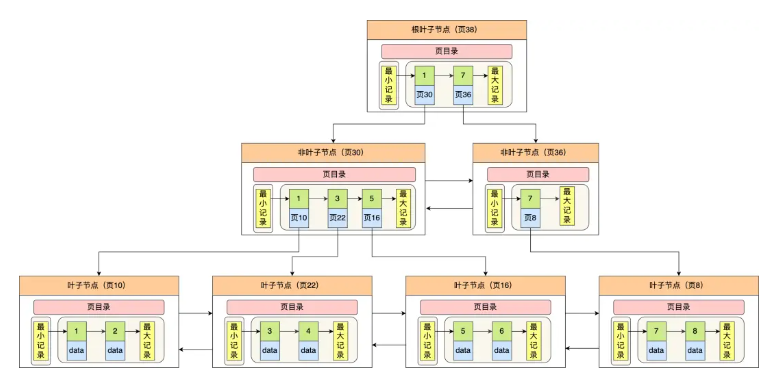 根叶子节点（页38）
页目录
最小记录
1
页30
7
页36
最大记录
非叶子节点（页30）
页目录
最小记录
1
页10
3
页22
5
页16
最大记录
非叶子节点（页36）
页目录
最小记录
7
页8
最大记录
叶子节点（页10）
页目录
最小记录
1
data
2
data
最大记录
叶子节点（页22）
页目录
最小记录
3
data
4
data
最大记录
叶子节点（页16）
页目录
最小记录
5
data
6
data
最大记录
叶子节点（页8）
页目录
最小记录
7
data
8
data
最大记录